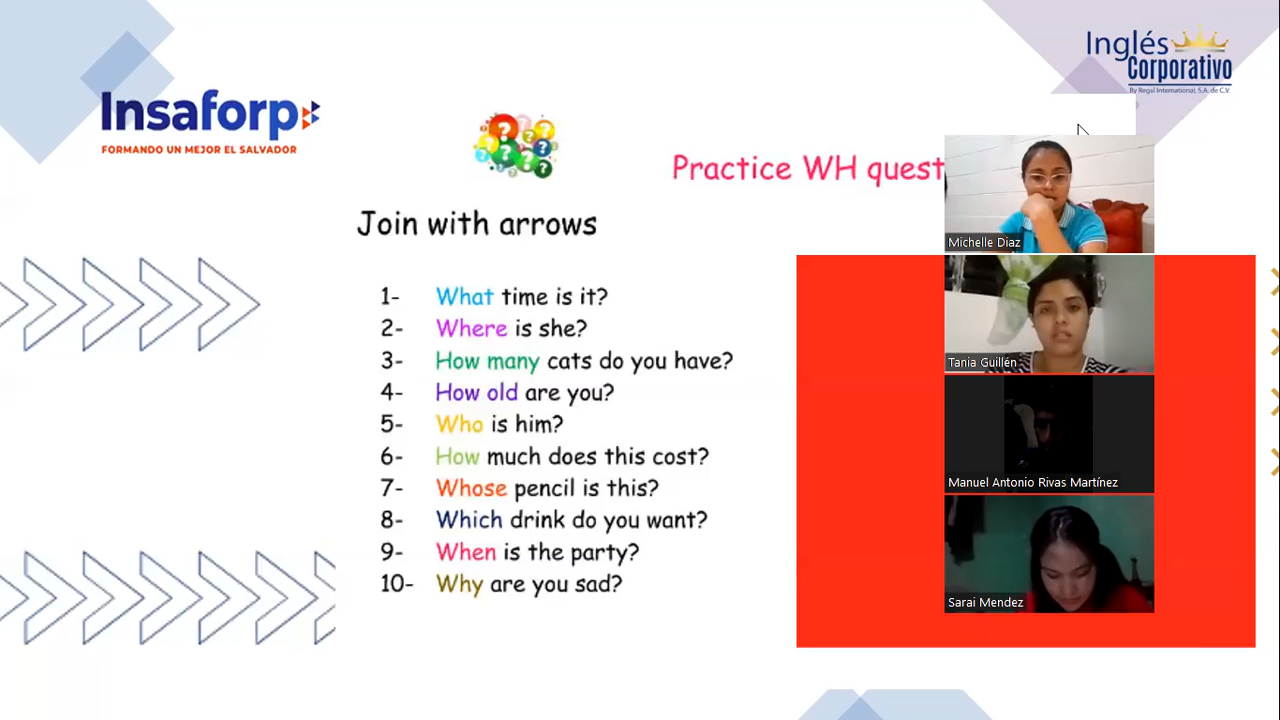 Inglés
Corporativo
By Regal International, S.A. de C.V.
Insaforp
FORMANDO UN MEJOR EL SALVADOR
Practice WH quest
Join with arrows
1- What time is it?
2- Where is she?
3- How many cats do you have?
4- How old are you?
5- Who is him?
6- How much does this cost?
7- Whose pencil is this?
8- Which drink do you want?
9- When is the party?
10- Why are you sad?
Michelle Diaz
Tania Guillén
Manuel Antonio Rivas Martínez
Sarai Mendez